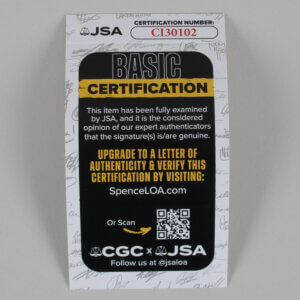 JSA
CERTIFICATION NUMBER
CI30102
BASIC
CERTIFICATION
This item has been fully examined
by JSA, and it is the considered
opinion of our expert authenticators
that the signature(s) is/are genuine.
UPGRADE TO A LETTER OF
AUTHENTICITY & VERIFY THIS
CERTIFICATION BY VISITING:
SpenceLOA.com
Or Scan
CGC x JSA
Follow us at @jsaloa